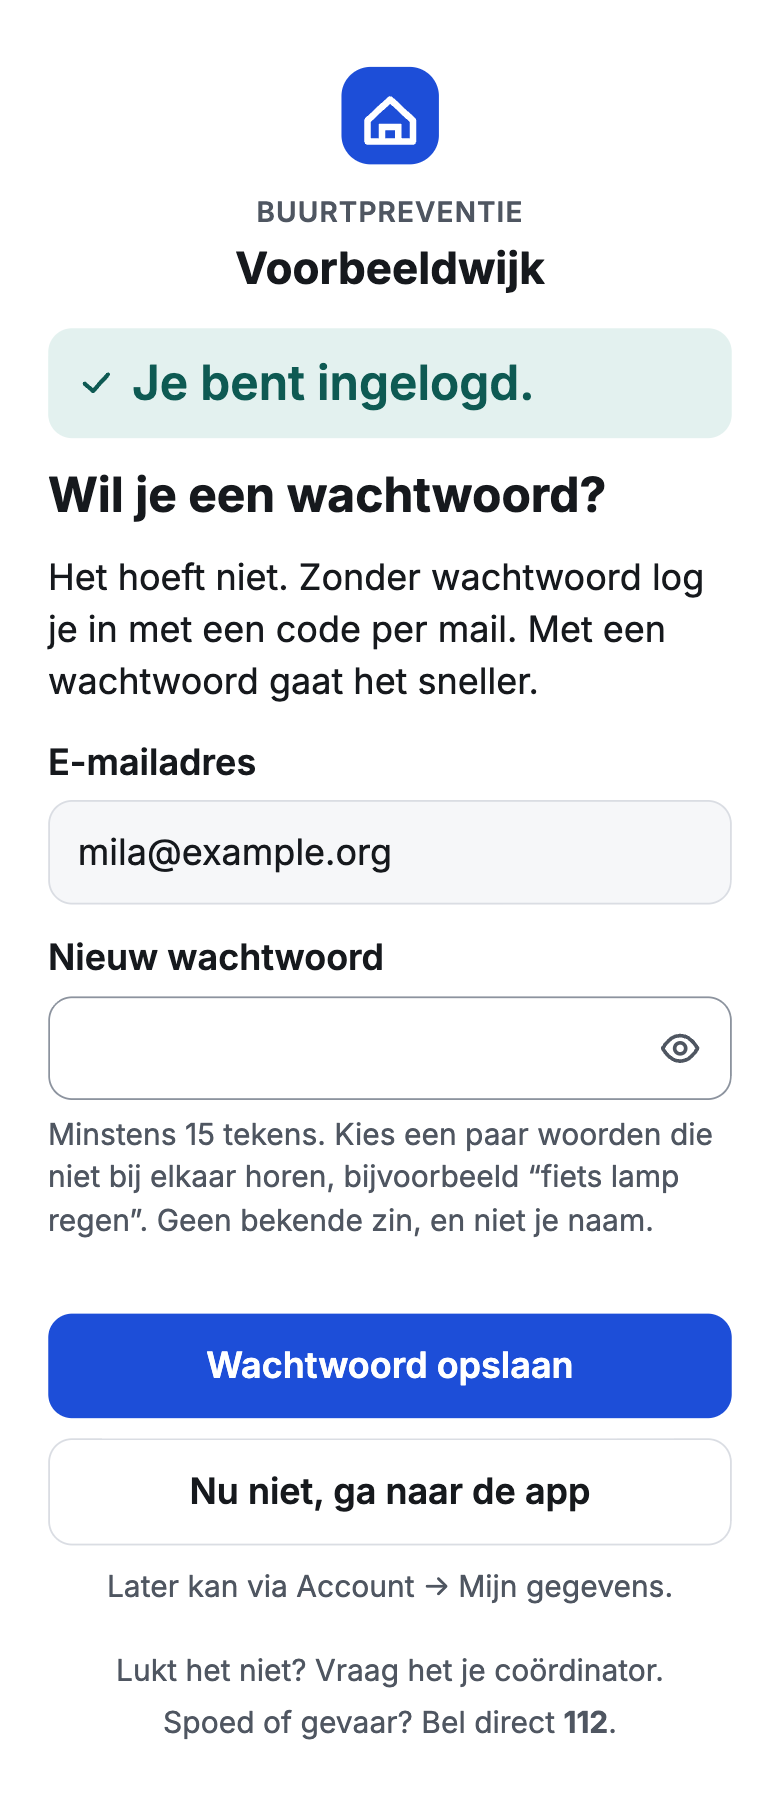 BUURTPREVENTIE
Voorbeeldwijk
Je bent ingelogd.
Wil je een wachtwoord?
Het hoeft niet. Zonder wachtwoord log
je in met een code per mail. Met een
wachtwoord gaat het sneller.
E-mailadres
mila@example.org
Nieuw wachtwoord
Minstens 15 tekens. Kies een paar woorden die
niet bij elkaar horen, bijvoorbeeld “fiets lamp
regen”. Geen bekende zin, en niet je naam.
Wachtwoord opslaan
Nu niet, ga naar de app
Later kan via Account → Mijn gegevens.
Lukt het niet? Vraag het je coördinator.
Spoed of gevaar? Bel direct 112.